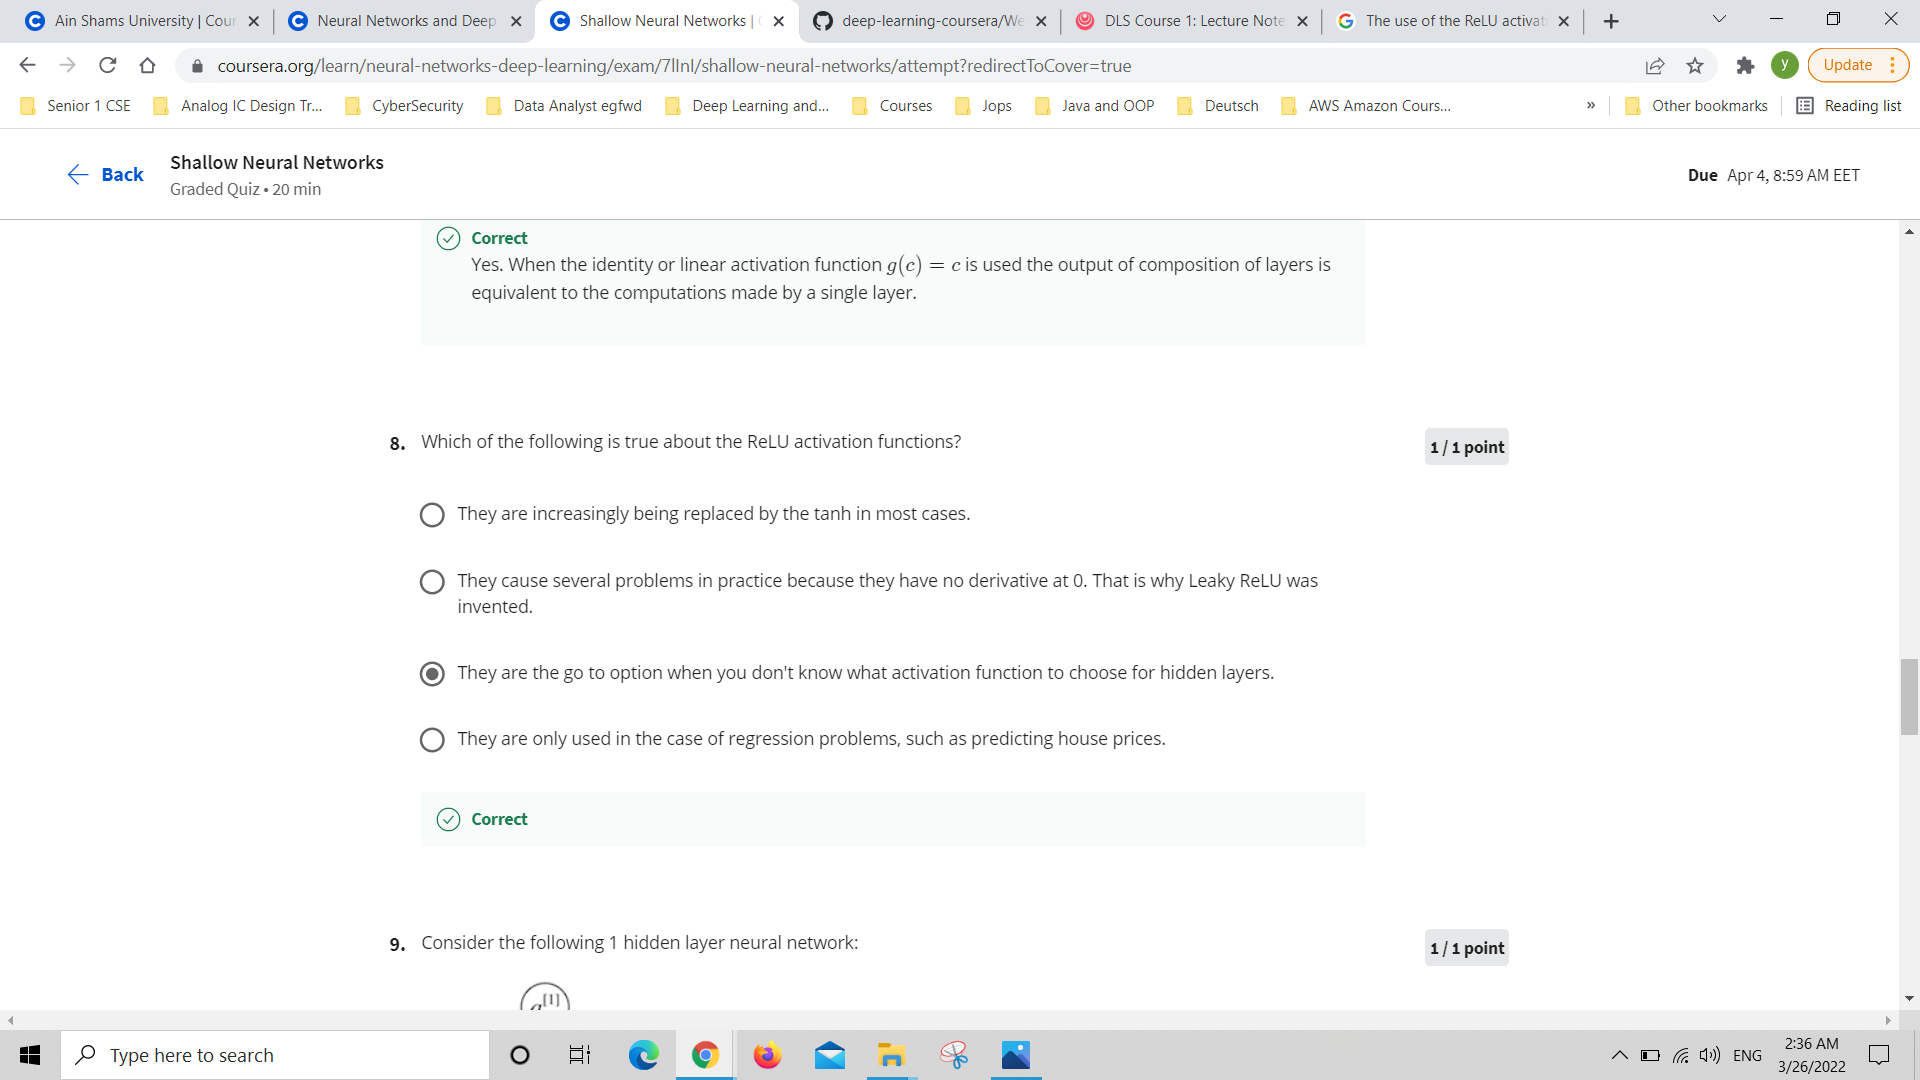 Ain Shams University | Cour
Neural Networks and Deep
Shallow Neural Networks |
deep-learning-coursera/We
DLS Course 1: Lecture Note
The use of the ReLU activat
coursera.org/learn/neural-networks-deep-learning/exam/7lInI/shallow-neural-networks/attempt?redirectToCover=true
y
Update
Senior 1 CSE
Analog IC Design Tr...
CyberSecurity
Data Analyst egfwd
Deep Learning and...
Courses
Jops
Java and OOP
Deutsch
AWS Amazon Cours...
»
Other bookmarks
Reading list
Back
Shallow Neural Networks
Graded Quiz • 20 min
Due Apr 4, 8:59 AM EET
Correct
Yes. When the identity or linear activation function g(c) = c is used the output of composition of layers is
equivalent to the computations made by a single layer.
8. Which of the following is true about the ReLU activation functions?
1 / 1 point
They are increasingly being replaced by the tanh in most cases.
They cause several problems in practice because they have no derivative at 0. That is why Leaky ReLU was
invented.
They are the go to option when you don't know what activation function to choose for hidden layers.
They are only used in the case of regression problems, such as predicting house prices.
Correct
9. Consider the following 1 hidden layer neural network:
1 / 1 point
[1]
Type here to search
ENG
2:36 AM
3/26/2022